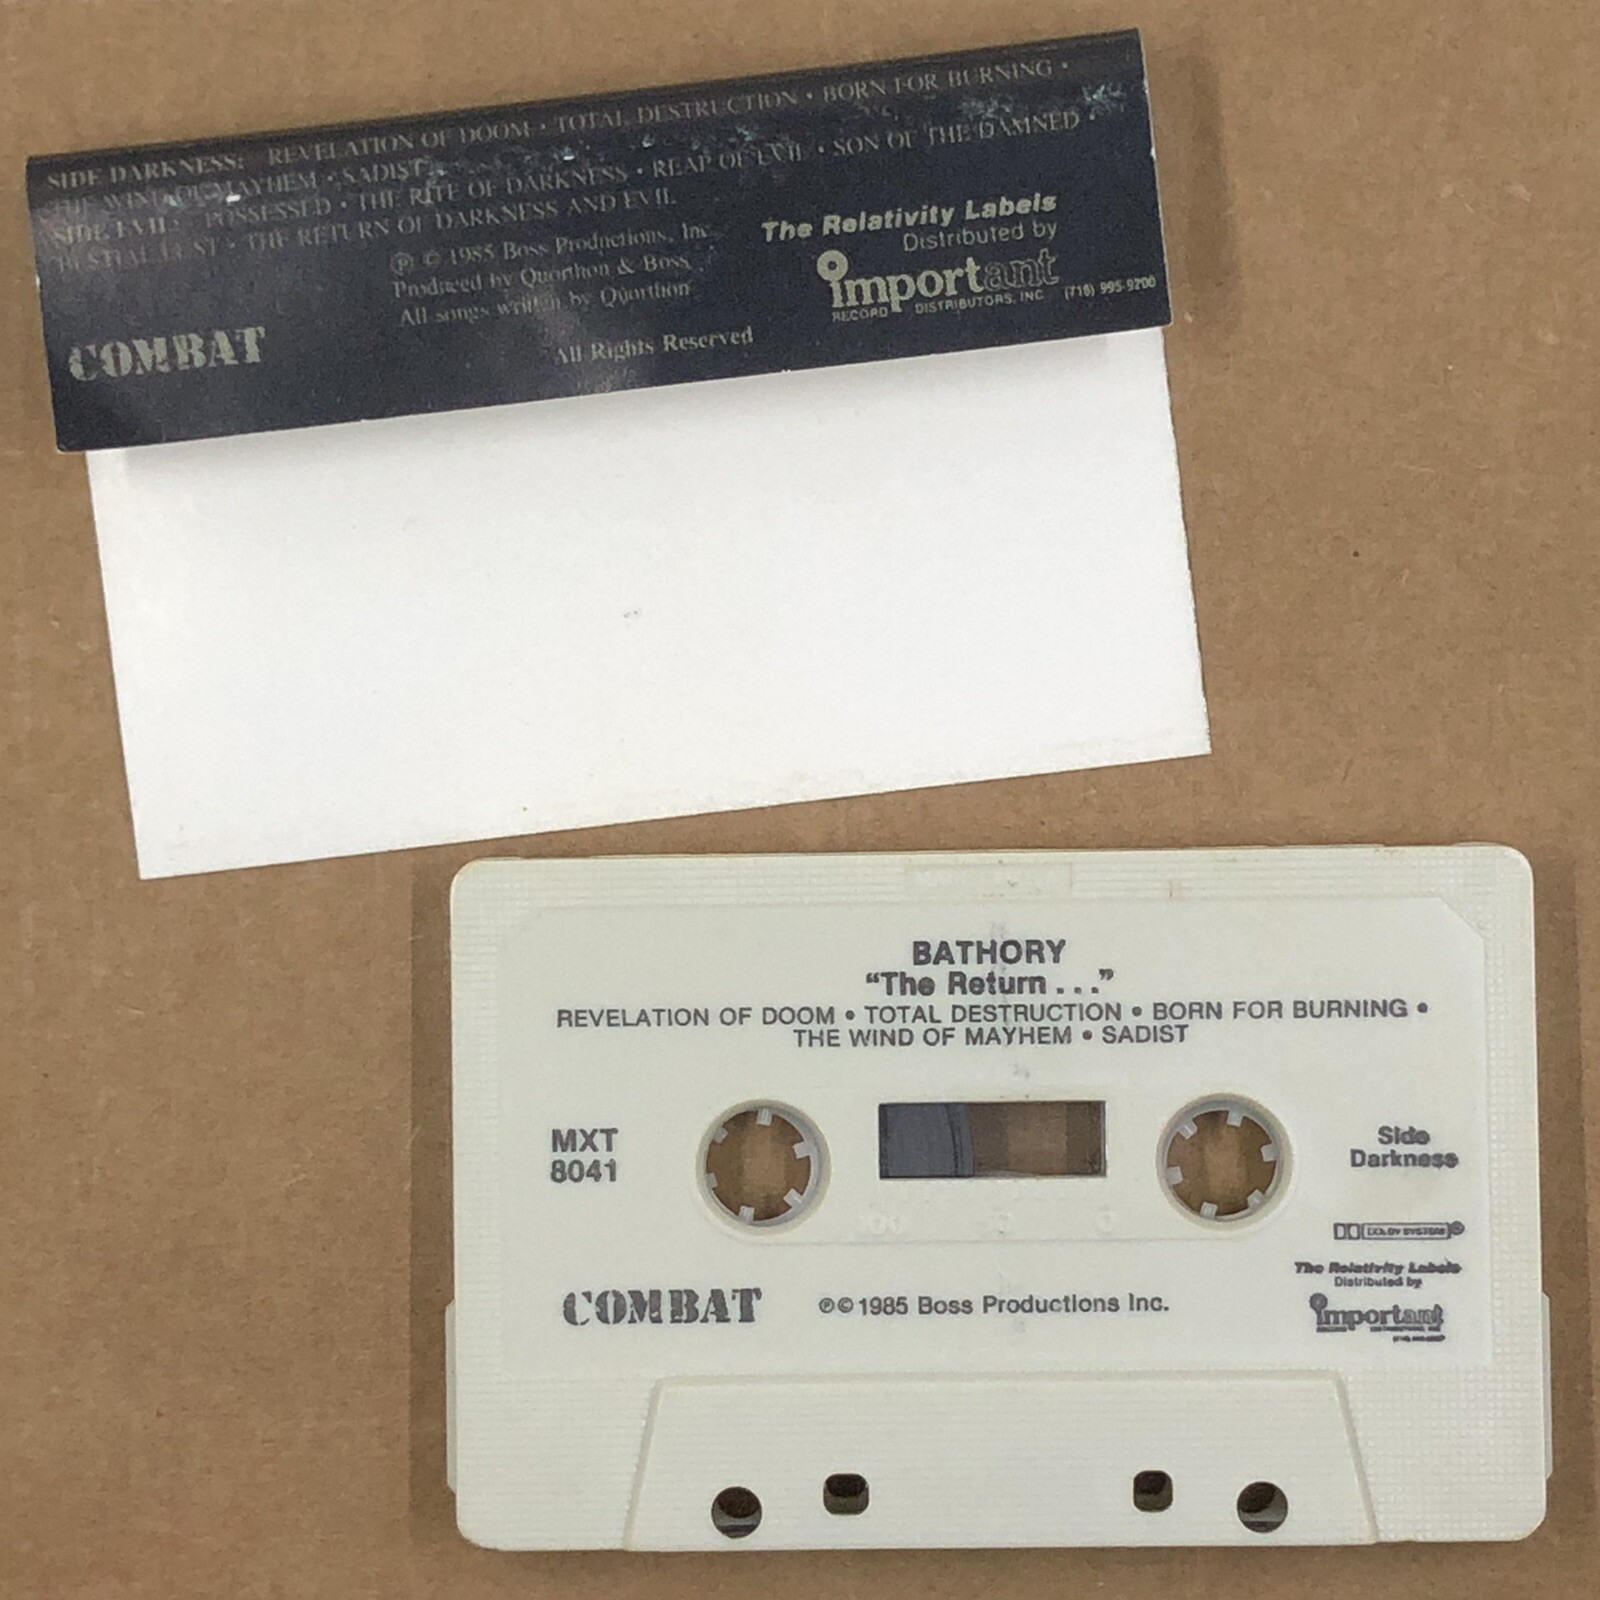 SIDE DARKNESS: REVELATION OF DOOM • TOTAL DESTRUCTION • BORN FOR BURNING •
THE WIND OF MAYHEM • SADIST
SIDE EVIL: POSSESSED • THE RITE OF DARKNESS • REAP OF EVIL • SON OF THE DAMNED •
BESTIAL LUST • THE RETURN OF DARKNESS AND EVIL
℗ © 1985 Boss Productions, Inc.
Produced by Quorthon & Boss
All songs written by Quorthon
All Rights Reserved
COMBAT
The Relativity Labels
Distributed by
important
RECORD DISTRIBUTORS, INC. (718) 995-9200
BATHORY
“The Return . . .”
REVELATION OF DOOM • TOTAL DESTRUCTION • BORN FOR BURNING •
THE WIND OF MAYHEM • SADIST
MXT
8041
Side
Darkness
DOLBY SYSTEM®
The Relativity Labels
Distributed by
important
COMBAT
℗©1985 Boss Productions Inc.